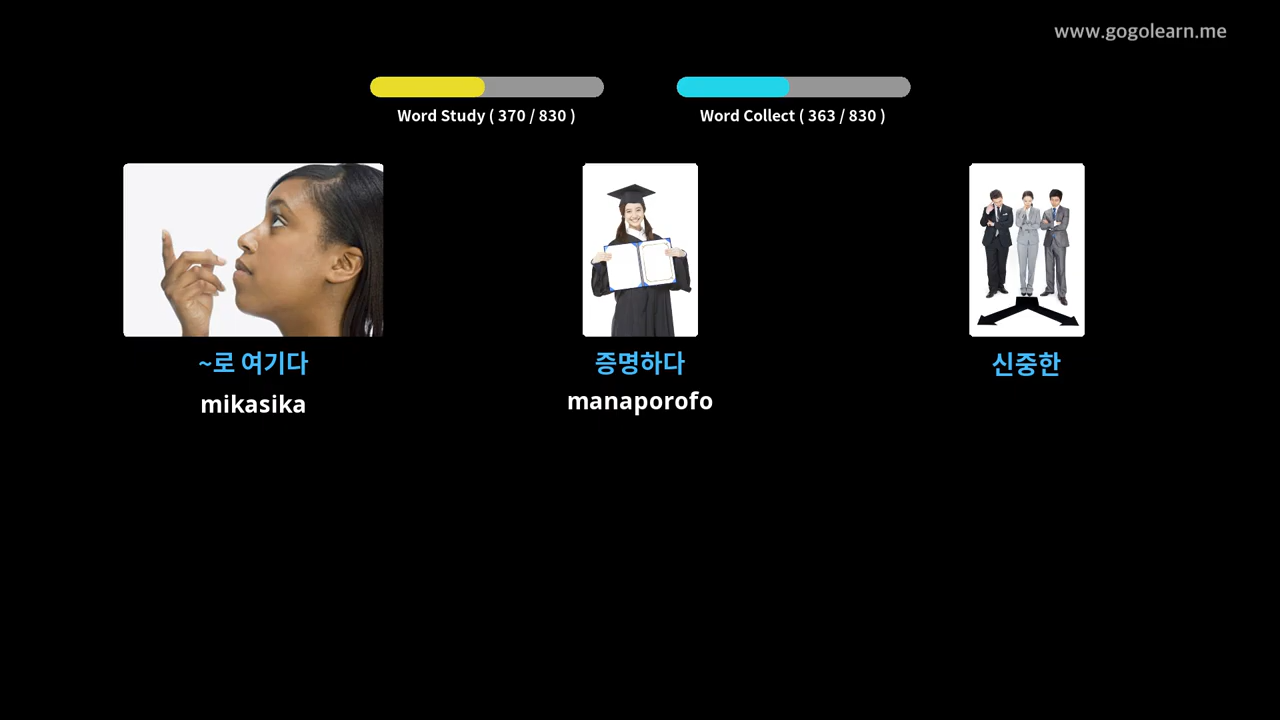 www.gogolearn.me
Word Study ( 370 / 830 )
Word Collect ( 363 / 830 )
~로 여기다
증명하다
신중한
mikasika
manaporofo